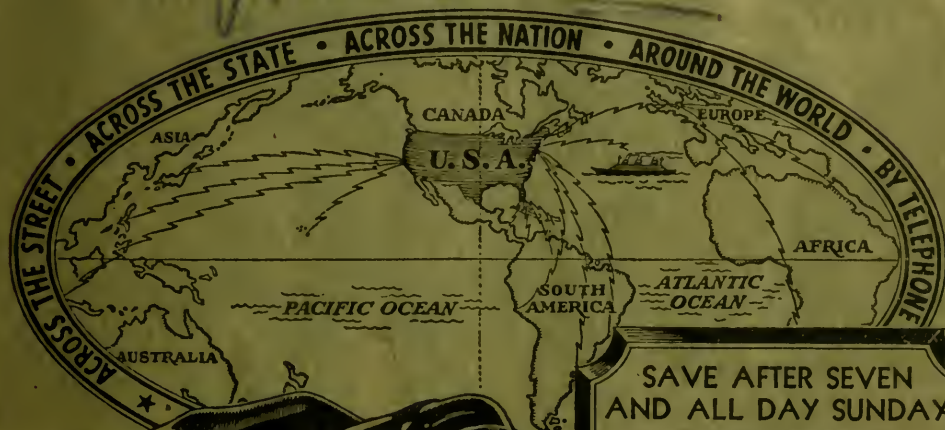 ACROSS THE STREET • ACROSS THE STATE • ACROSS THE NATION • AROUND THE WORLD • BY TELEPHONE
CANADA
EUROPE
ASIA
U. S. A.
AFRICA
PACIFIC OCEAN
SOUTH
AMERICA
ATLANTIC
OCEAN
AUSTRALIA
SAVE AFTER SEVEN
AND ALL DAY SUNDAY